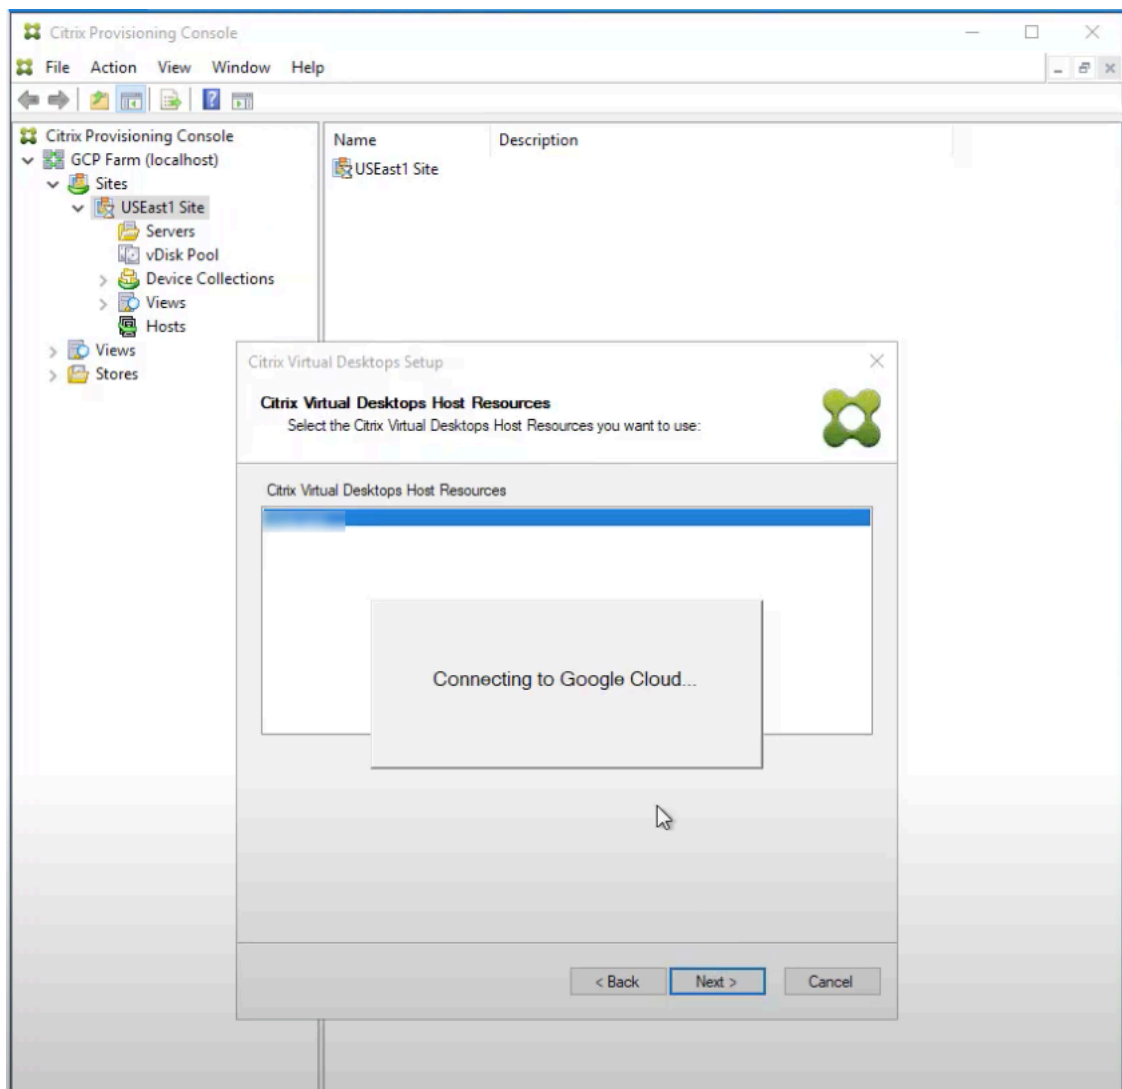 Citrix Provisioning Console
File Action View Window Help
Citrix Provisioning Console
GCP Farm (localhost)
Sites
USEast1 Site
Servers
vDisk Pool
Device Collections
Views
Hosts
Views
Stores
Name Description
USEast1 Site
Citrix Virtual Desktops Setup
Citrix Virtual Desktops Host Resources
Select the Citrix Virtual Desktops Host Resources you want to use:
Citrix Virtual Desktops Host Resources
Connecting to Google Cloud...
< Back Next > Cancel